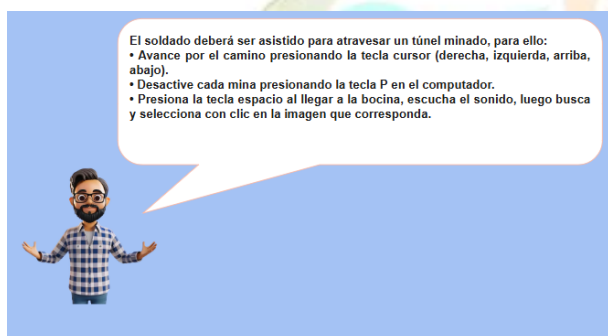 El soldado deberá ser asistido para atravesar un túnel minado, para ello:
• Avance por el camino presionando la tecla cursor (derecha, izquierda, arriba,
abajo).
• Desactive cada mina presionando la tecla P en el computador.
• Presiona la tecla espacio al llegar a la bocina, escucha el sonido, luego busca
y selecciona con clic en la imagen que corresponda.